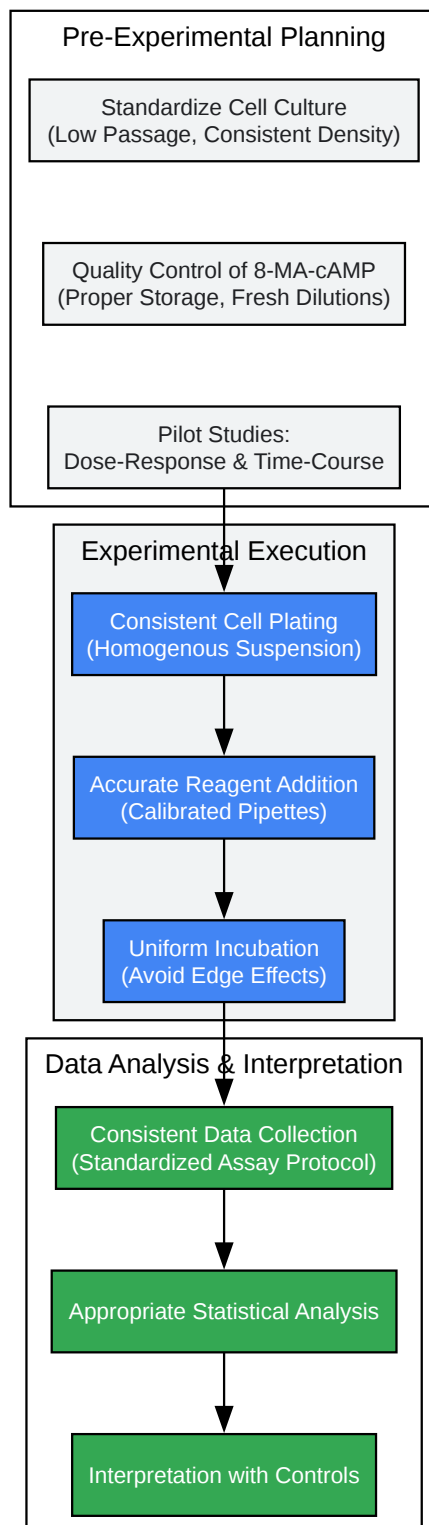 Pre-Experimental Planning
Standardize Cell Culture
(Low Passage, Consistent Density)
Quality Control of 8-MA-cAMP
(Proper Storage, Fresh Dilutions)
Pilot Studies:
Dose-Response & Time-Course
Experimental Execution
Consistent Cell Plating
(Homogenous Suspension)
Accurate Reagent Addition
(Calibrated Pipettes)
Uniform Incubation
(Avoid Edge Effects)
Data Analysis & Interpretation
Consistent Data Collection
(Standardized Assay Protocol)
Appropriate Statistical Analysis
Interpretation with Controls